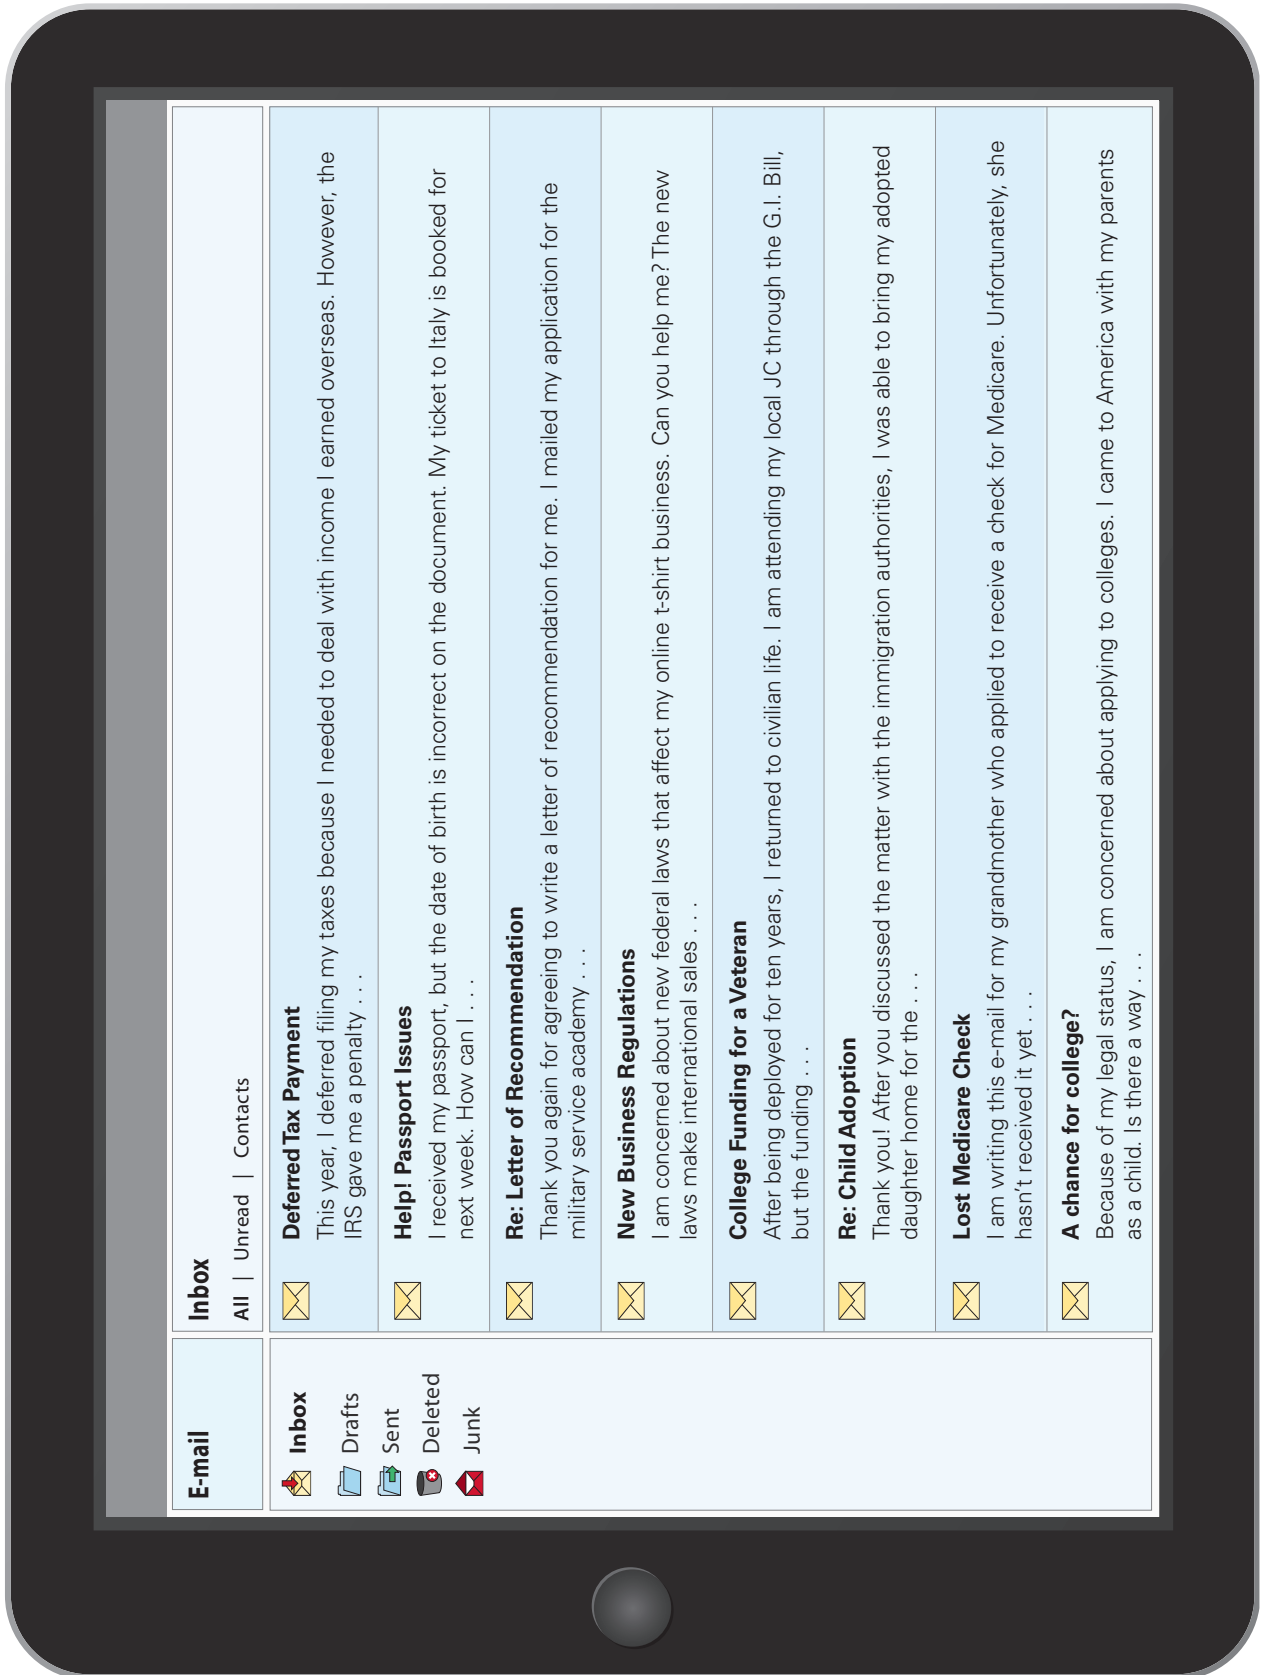 E-mail
Inbox
Drafts
Sent
Deleted
Junk
Inbox
All | Unread | Contacts
Deferred Tax Payment
This year, I deferred filing my taxes because I needed to deal with income I earned overseas. However, the
IRS gave me a penalty . . .
Help! Passport Issues
I received my passport, but the date of birth is incorrect on the document. My ticket to Italy is booked for
next week. How can I . . .
Re: Letter of Recommendation
Thank you again for agreeing to write a letter of recommendation for me. I mailed my application for the
military service academy . . .
New Business Regulations
I am concerned about new federal laws that affect my online t-shirt business. Can you help me? The new
laws make international sales . . .
College Funding for a Veteran
After being deployed for ten years, I returned to civilian life. I am attending my local JC through the G.I. Bill,
but the funding . . .
Re: Child Adoption
Thank you! After you discussed the matter with the immigration authorities, I was able to bring my adopted
daughter home for the . . .
Lost Medicare Check
I am writing this e-mail for my grandmother who applied to receive a check for Medicare. Unfortunately, she
hasn't received it yet . . .
A chance for college?
Because of my legal status, I am concerned about applying to colleges. I came to America with my parents
as a child. Is there a way . . .